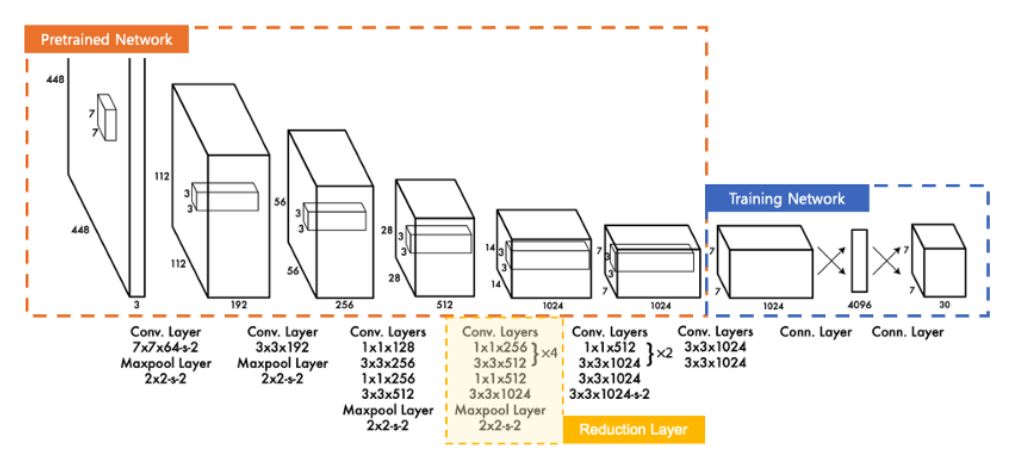 Pretrained Network
448
7
7
448
3
112
3
3
112
192
56
3
3
56
256
28
3
3
28
512
14
3
3
14
1024
7
3
3
7
1024
Training Network
7
7
1024
4096
7
7
30
Conv. Layer
7x7x64-s-2
Maxpool Layer
2x2-s-2
Conv. Layer
3x3x192
Maxpool Layer
2x2-s-2
Conv. Layers
1x1x128
3x3x256
1x1x256
3x3x512
Maxpool Layer
2x2-s-2
Conv. Layers
1x1x256
3x3x512 }×4
1x1x512
3x3x1024
Maxpool Layer
2x2-s-2
Conv. Layers
1x1x512
3x3x1024 }×2
3x3x1024
3x3x1024-s-2
Conv. Layers
3x3x1024
3x3x1024
Conn. Layer
Conn. Layer
Reduction Layer